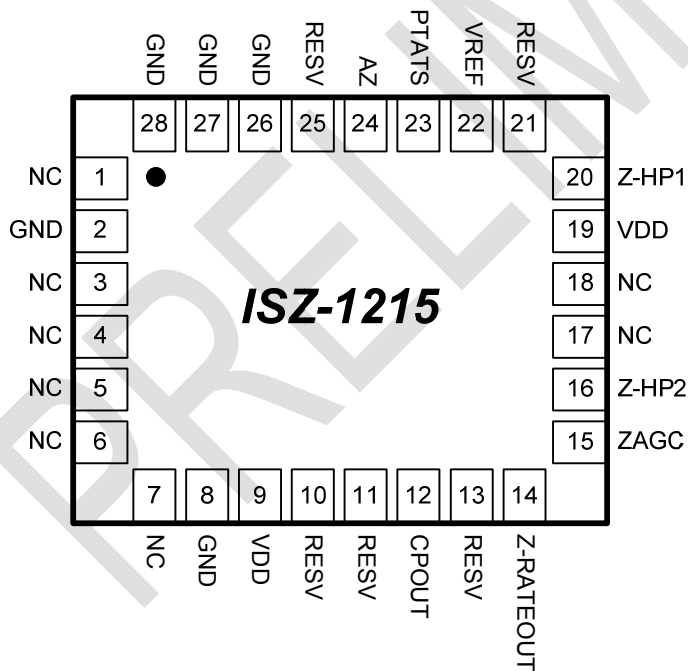 GND GND GND RESV AZ PTATS VREF RESV
28 27 26 25 24 23 22 21
NC 1 20 Z-HP1
GND 2 19 VDD
NC 3 18 NC
ISZ-1215
NC 4 17 NC
NC 5 16 Z-HP2
NC 6 15 ZAGC
7 8 9 10 11 12 13 14
NC GND VDD RESV RESV CPOUT RESV Z-RATEOUT
PRELIM